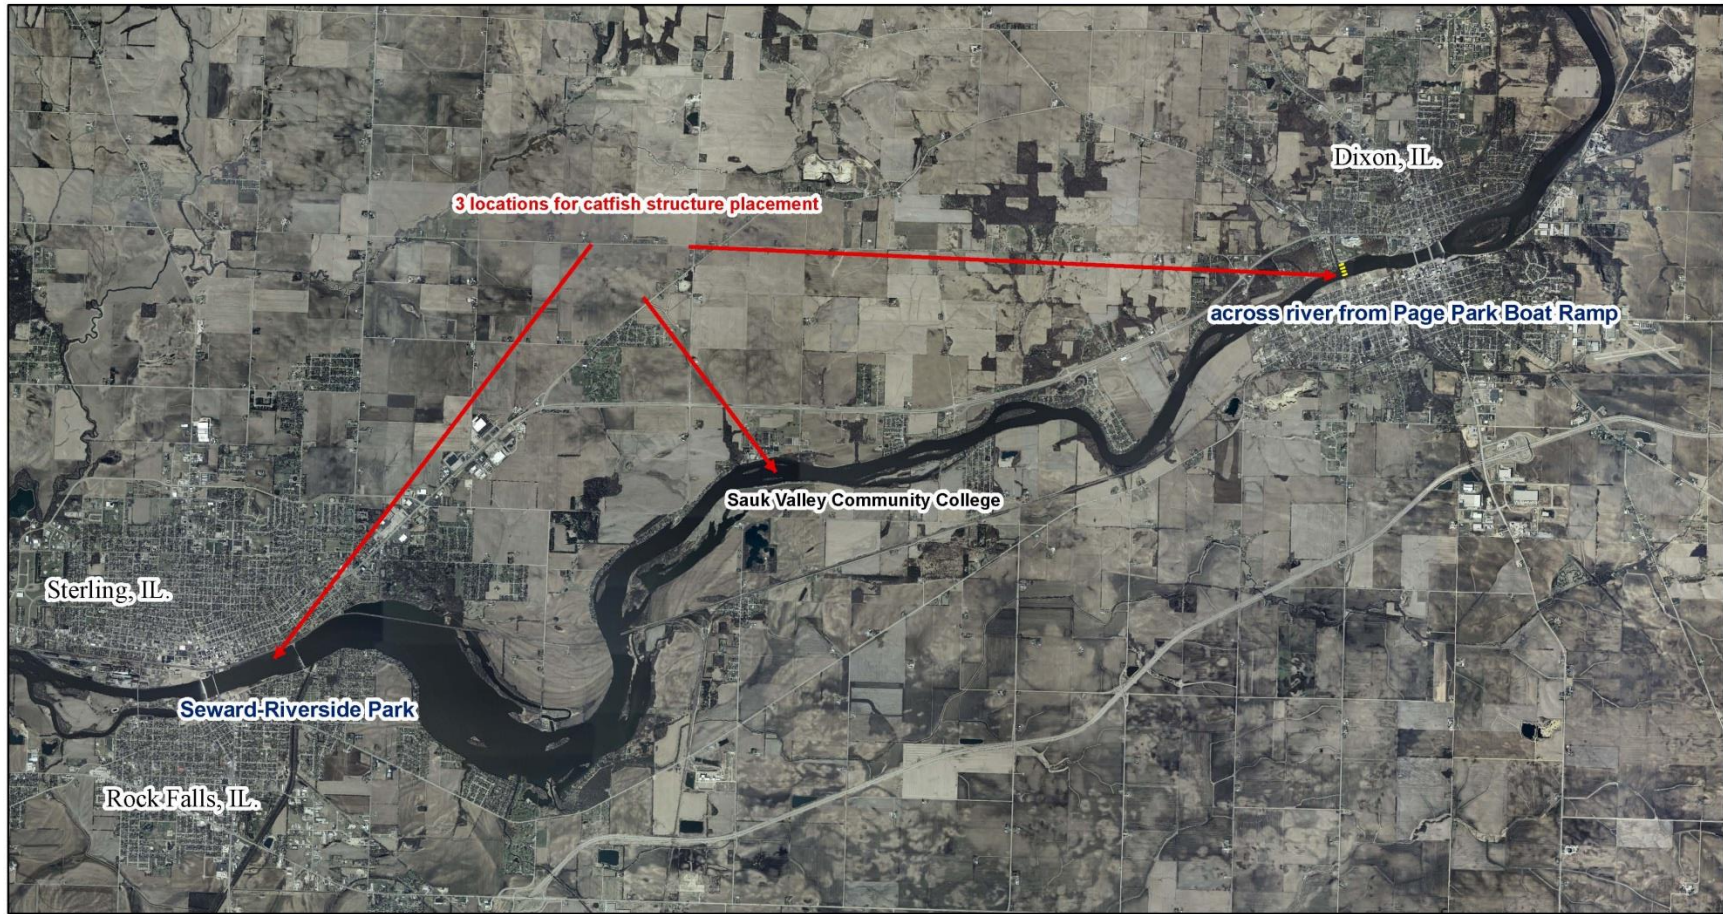 Dixon, IL.
3 locations for catfish structure placement
across river from Page Park Boat Ramp
Sauk Valley Community College
Sterling, IL.
Seward-Riverside Park
Rock Falls, IL.